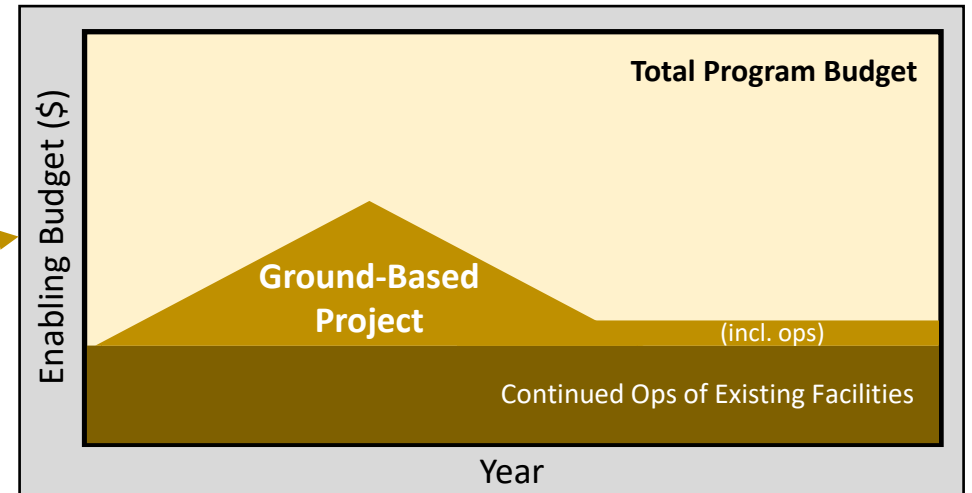 Total Program Budget
Enabling Budget ($)
Ground-Based
Project
(incl. ops)
Continued Ops of Existing Facilities
Year